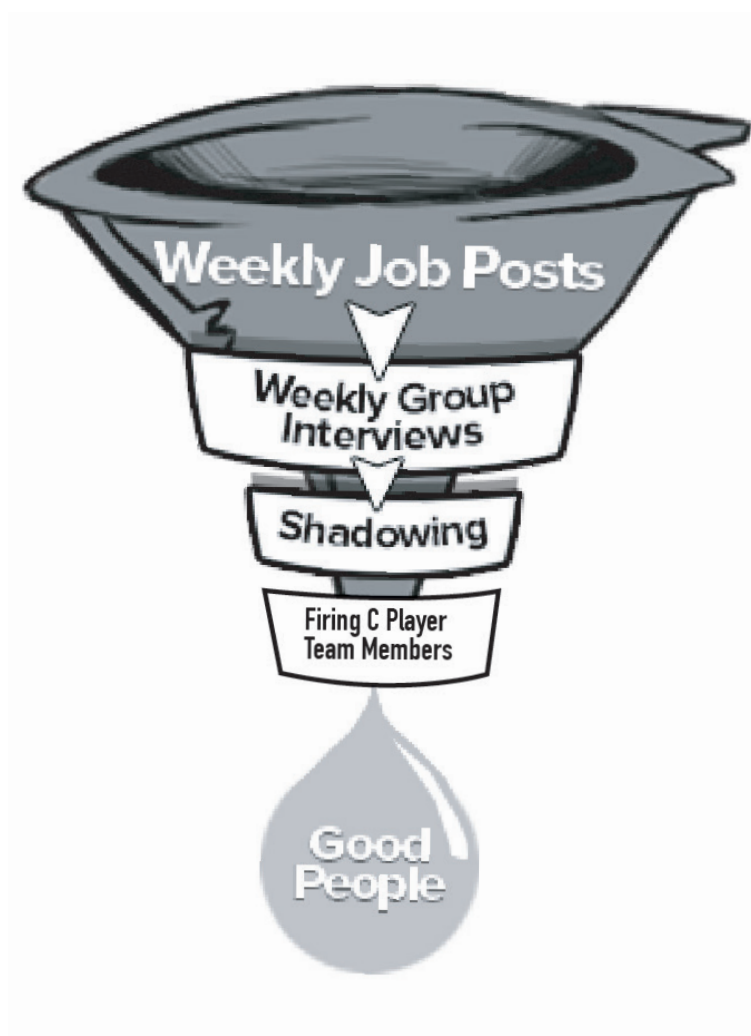 Weekly Job Posts
Weekly Group
Interviews
Shadowing
Firing C Player
Team Members
Good
People